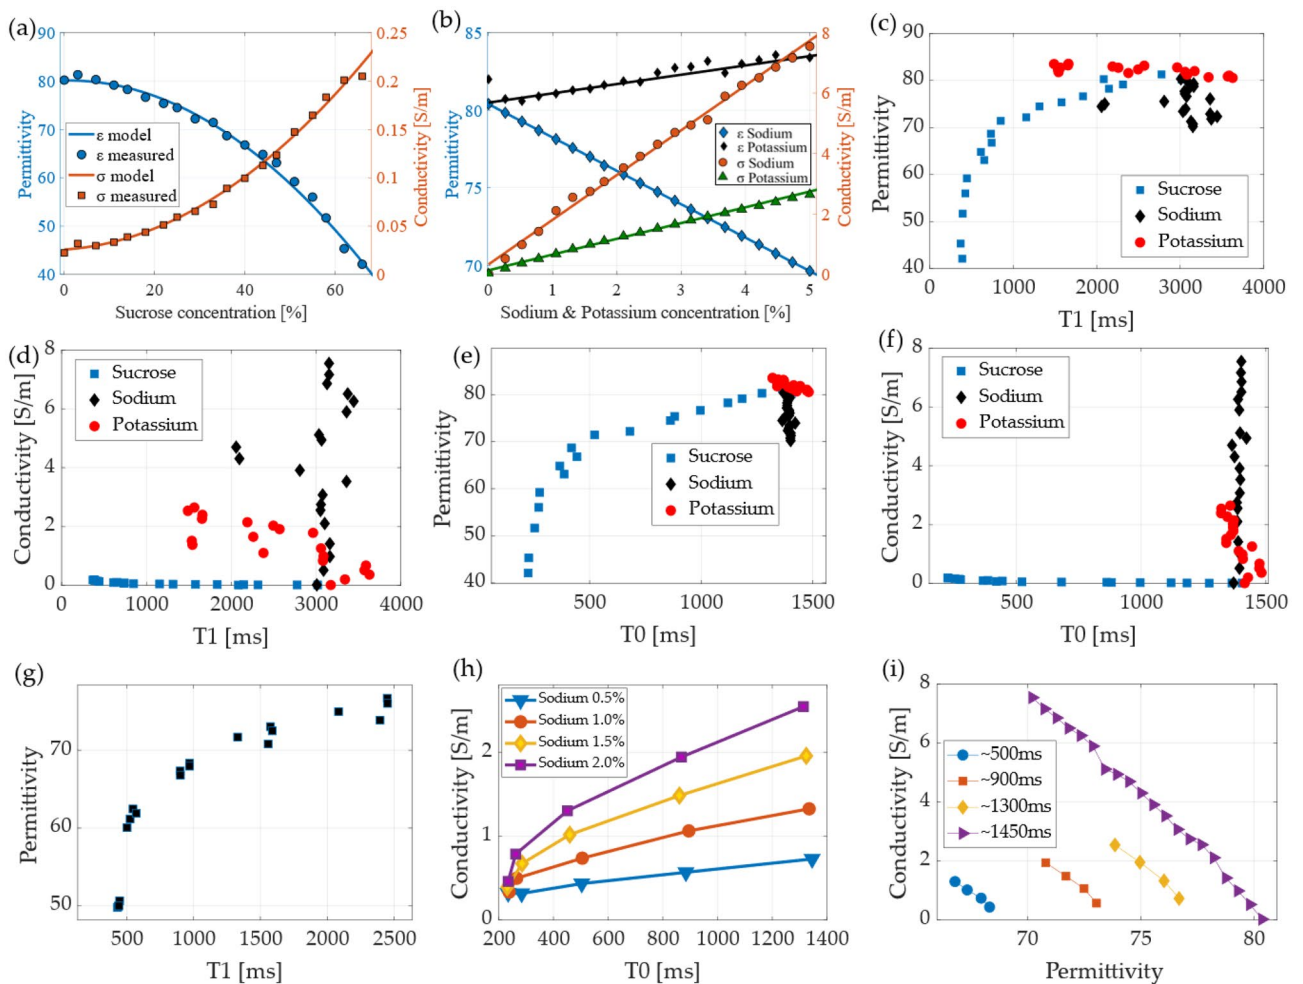 (a)
90
80
70
60
50
40
Permittivity
ε model
ε measured
σ model
σ measured
0.25
0.2
0.15
0.1
0.05
0
Conductivity [S/m]
0 20 40 60
Sucrose concentration [%]
(b)
85
80
75
70
Permittivity
ε Sodium
ε Potassium
σ Sodium
σ Potassium
8
6
4
2
0
Conductivity [S/m]
0 1 2 3 4 5
Sodium & Potassium concentration [%]
(c)
90
80
70
60
50
40
Permittivity
Sucrose
Sodium
Potassium
0 1000 2000 3000 4000
T1 [ms]
(d)
8
6
4
2
0
Conductivity [S/m]
Sucrose
Sodium
Potassium
0 1000 2000 3000 4000
T1 [ms]
(e)
90
80
70
60
50
40
Permittivity
Sucrose
Sodium
Potassium
500 1000 1500
T0 [ms]
(f)
8
6
4
2
0
Conductivity [S/m]
Sucrose
Sodium
Potassium
500 1000 1500
T0 [ms]
(g)
70
60
50
Permittivity
500 1000 1500 2000 2500
T1 [ms]
(h)
2
1
0
Conductivity [S/m]
Sodium 0.5%
Sodium 1.0%
Sodium 1.5%
Sodium 2.0%
200 400 600 800 1000 1200 1400
T0 [ms]
(i)
8
6
4
2
0
Conductivity [S/m]
~500ms
~900ms
~1300ms
~1450ms
70 75 80
Permittivity